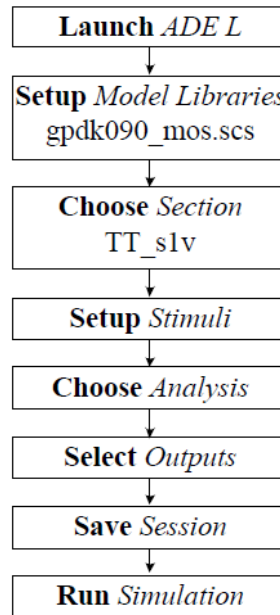 Launch ADE L
Setup Model Libraries
gpdk090_mos.scs
Choose Section
TT_s1v
Setup Stimuli
Choose Analysis
Select Outputs
Save Session
Run Simulation